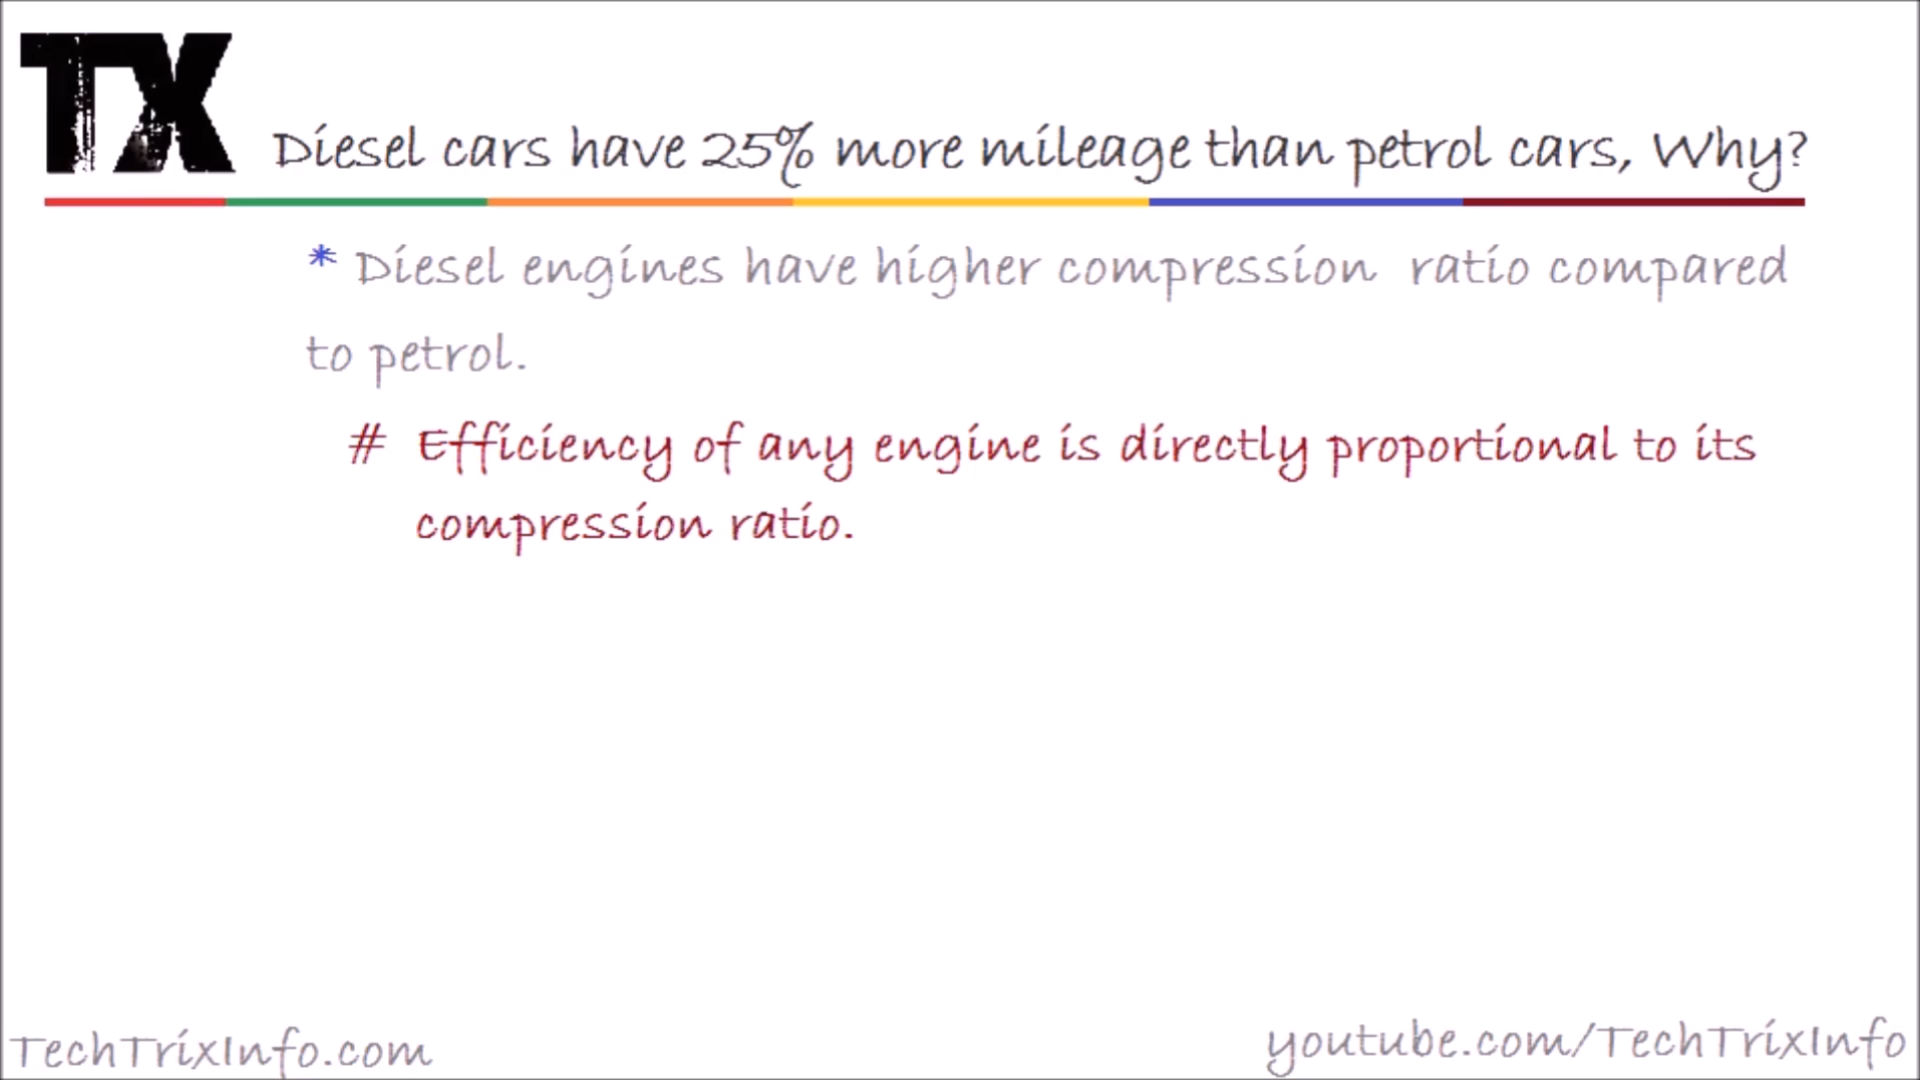 TX
Diesel cars have 25% more mileage than petrol cars, Why?
* Diesel engines have higher compression ratio compared
to petrol.
# Efficiency of any engine is directly proportional to its
compression ratio.
TechTrixInfo.com
youtube.com/TechTrixInfo